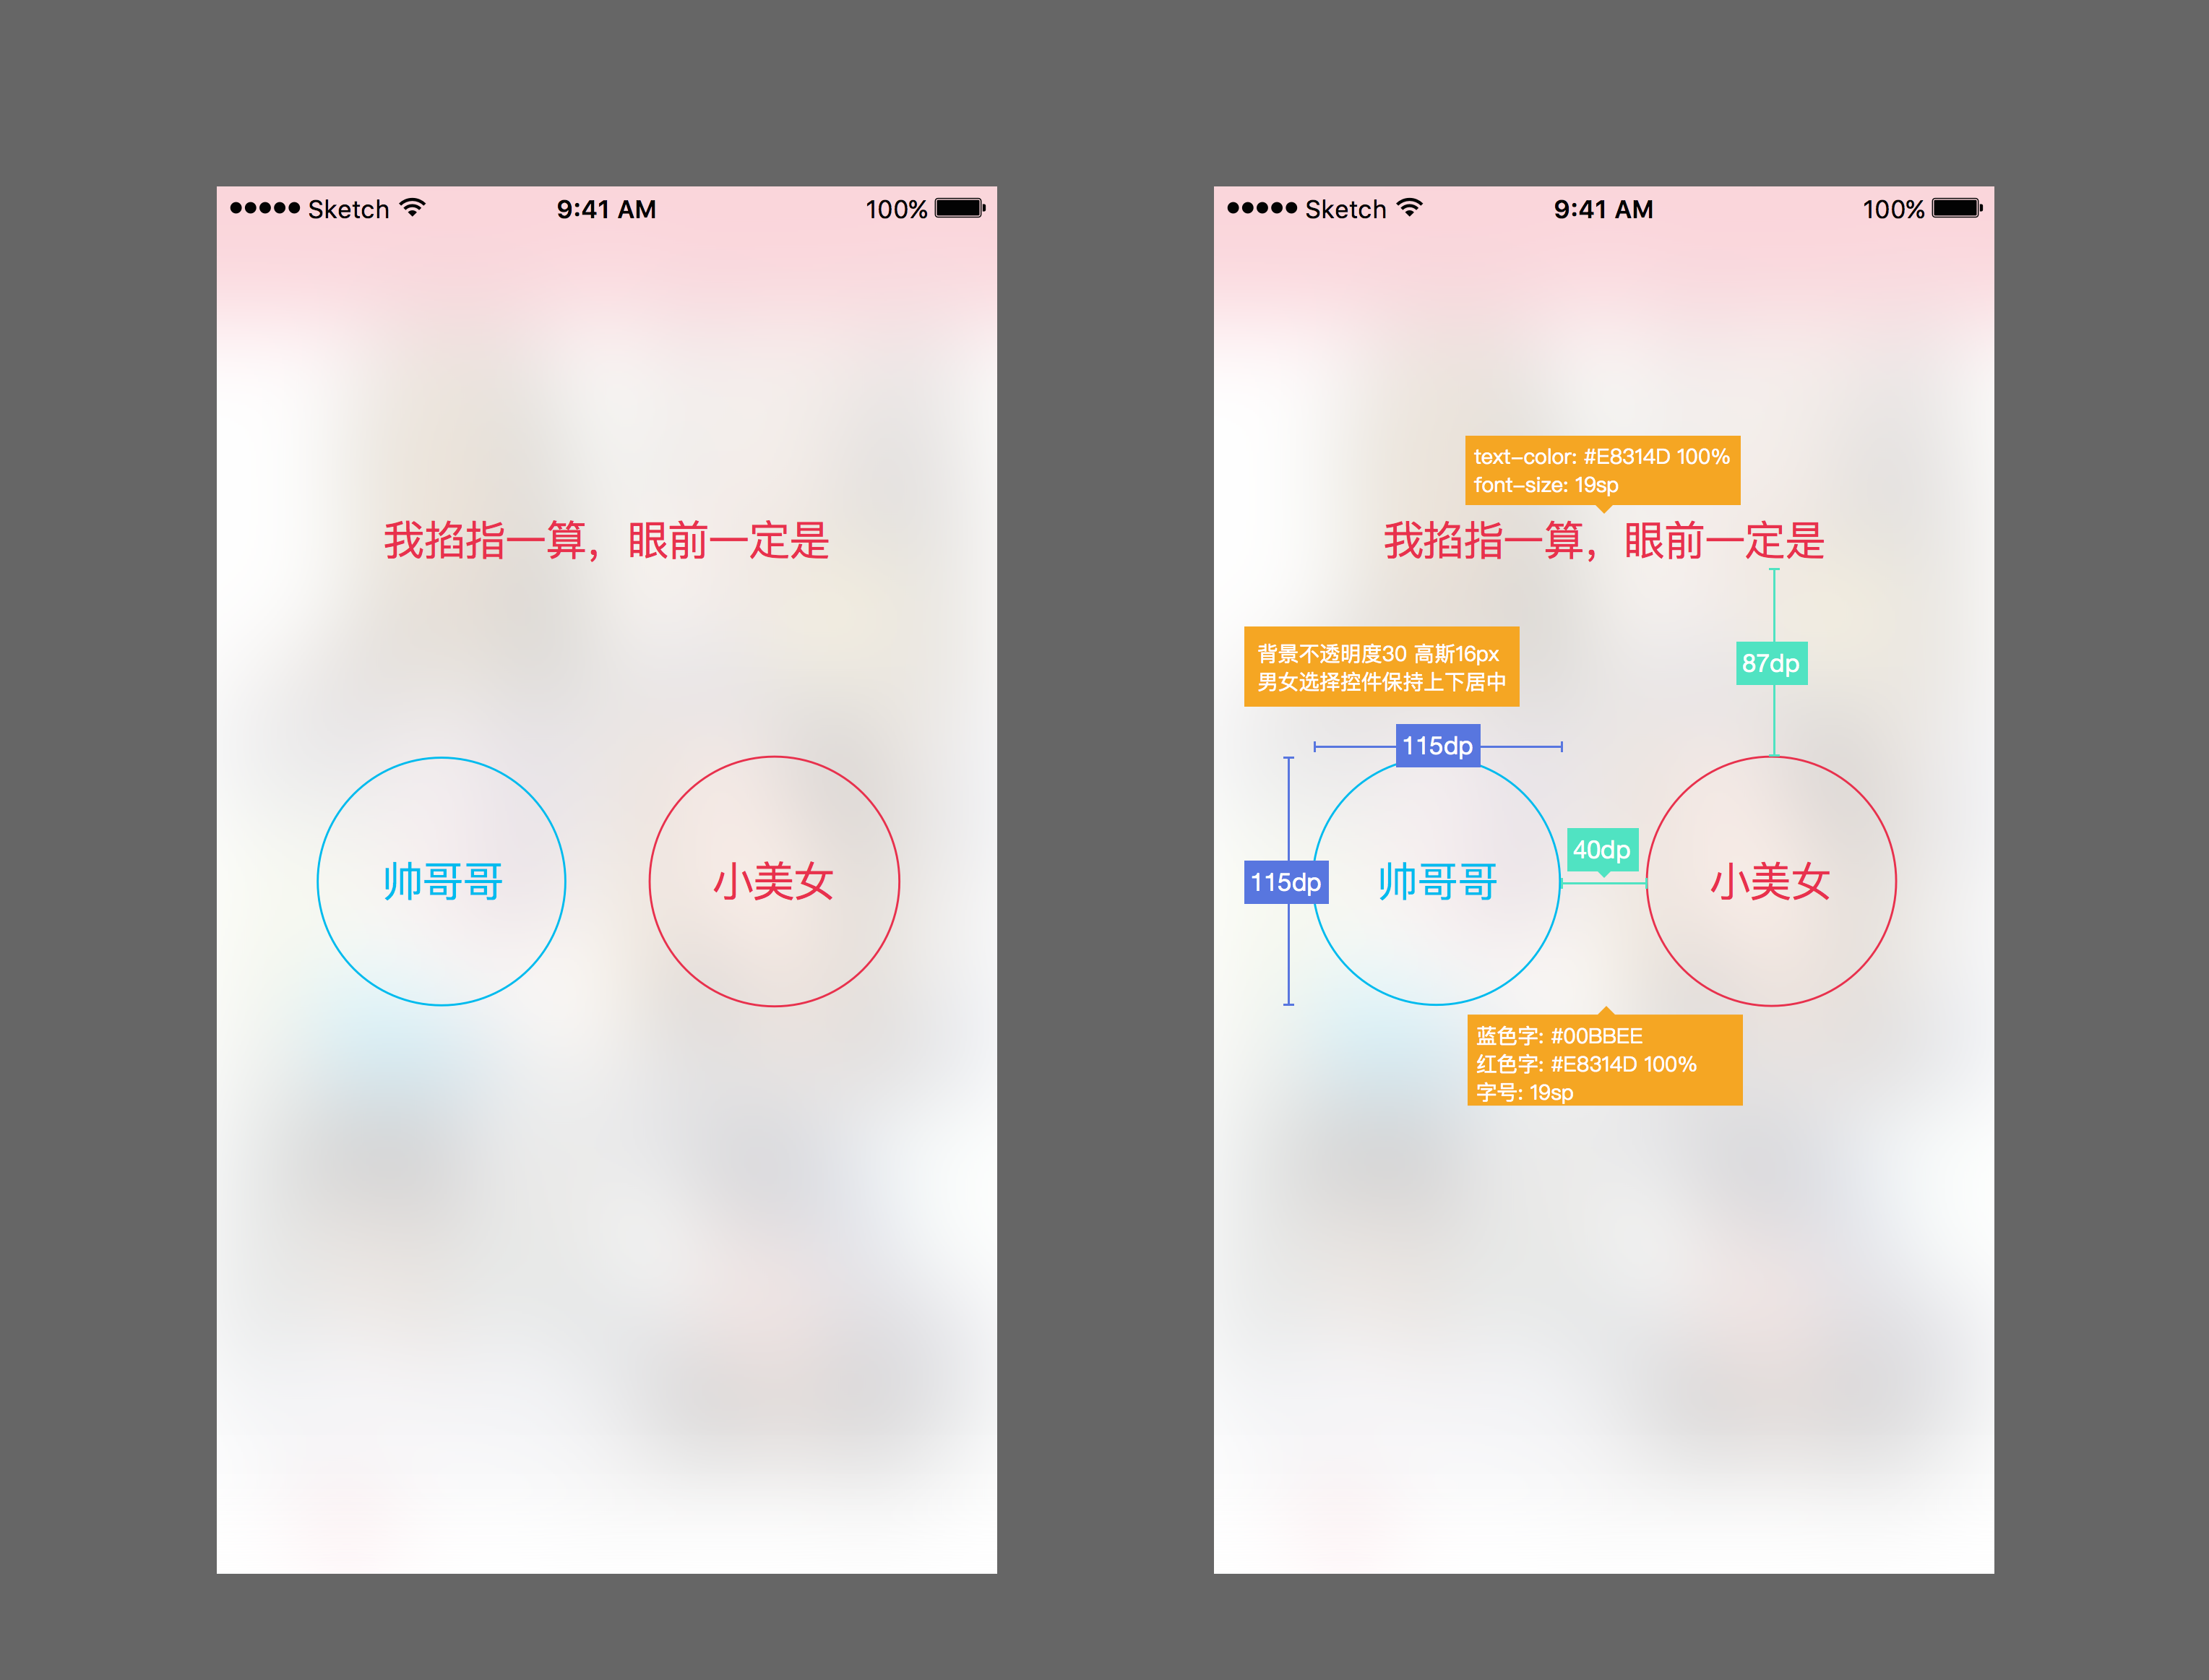 ●●●●● Sketch 9:41 AM 100%
我掐指一算，眼前一定是
帅哥哥 小美女
●●●●● Sketch 9:41 AM 100%
text-color: #E8314D 100%
font-size: 19sp
我掐指一算，眼前一定是
87dp
背景不透明度30 高斯16px
男女选择控件保持上下居中
115dp
40dp
115dp
帅哥哥 小美女
蓝色字: #00BBEE
红色字: #E8314D 100%
字号: 19sp